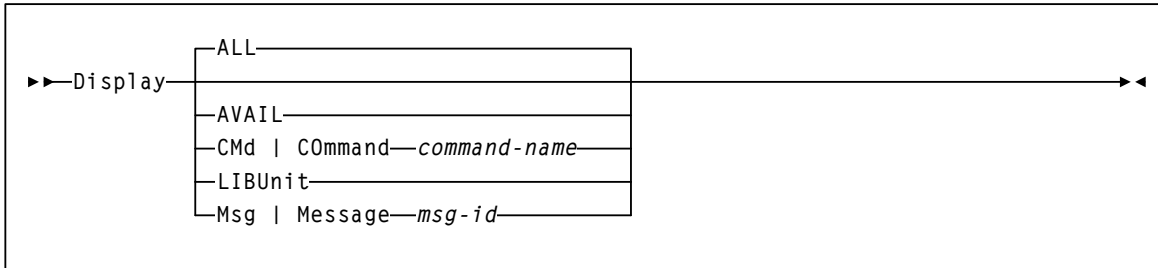 ALL
Display
AVAIL
CMd | COmmand command-name
LIBUnit
Msg | Message msg-id